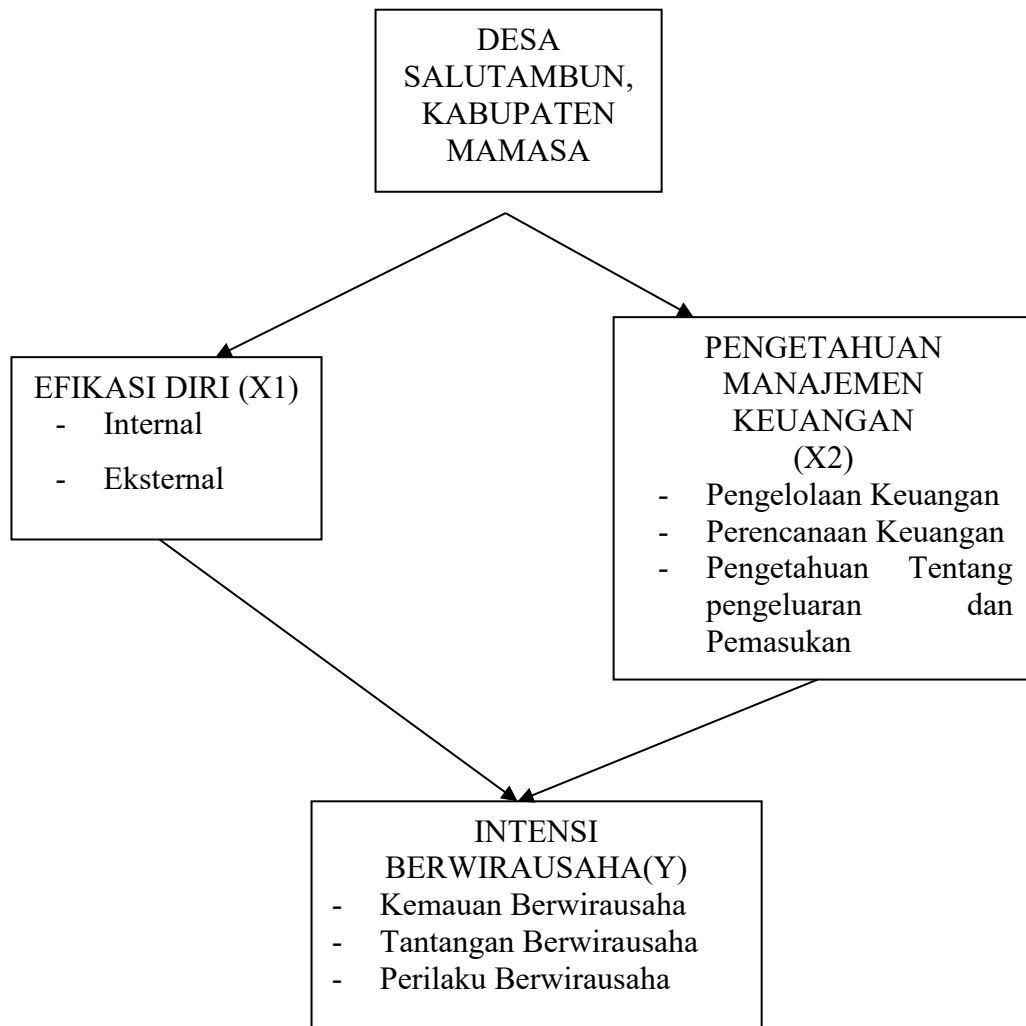 DESA
SALUTAMBUN,
KABUPATEN
MAMASA
EFIKASI DIRI (X1)
- Internal
- Eksternal
PENGETAHUAN
MANAJEMEN
KEUANGAN
(X2)
- Pengelolaan Keuangan
- Perencanaan Keuangan
- Pengetahuan Tentang
pengeluaran dan
Pemasukan
INTENSI
BERWIRAUSAHA(Y)
- Kemauan Berwirausaha
- Tantangan Berwirausaha
- Perilaku Berwirausaha